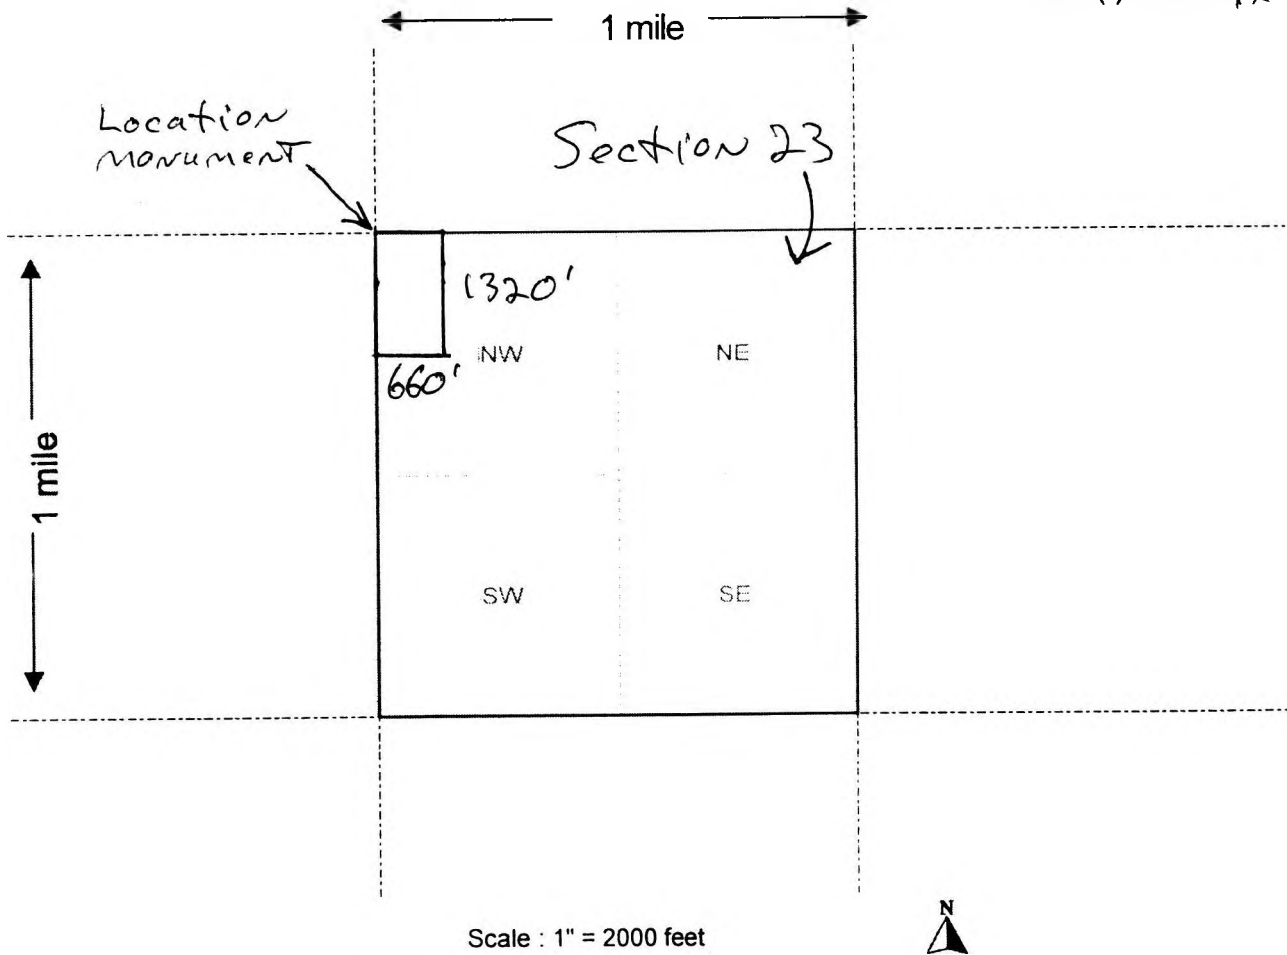 1 mile
Location
monument
Section 23
1320'
NW
NE
660'
1 mile
SW
SE
N
Scale : 1" = 2000 feet